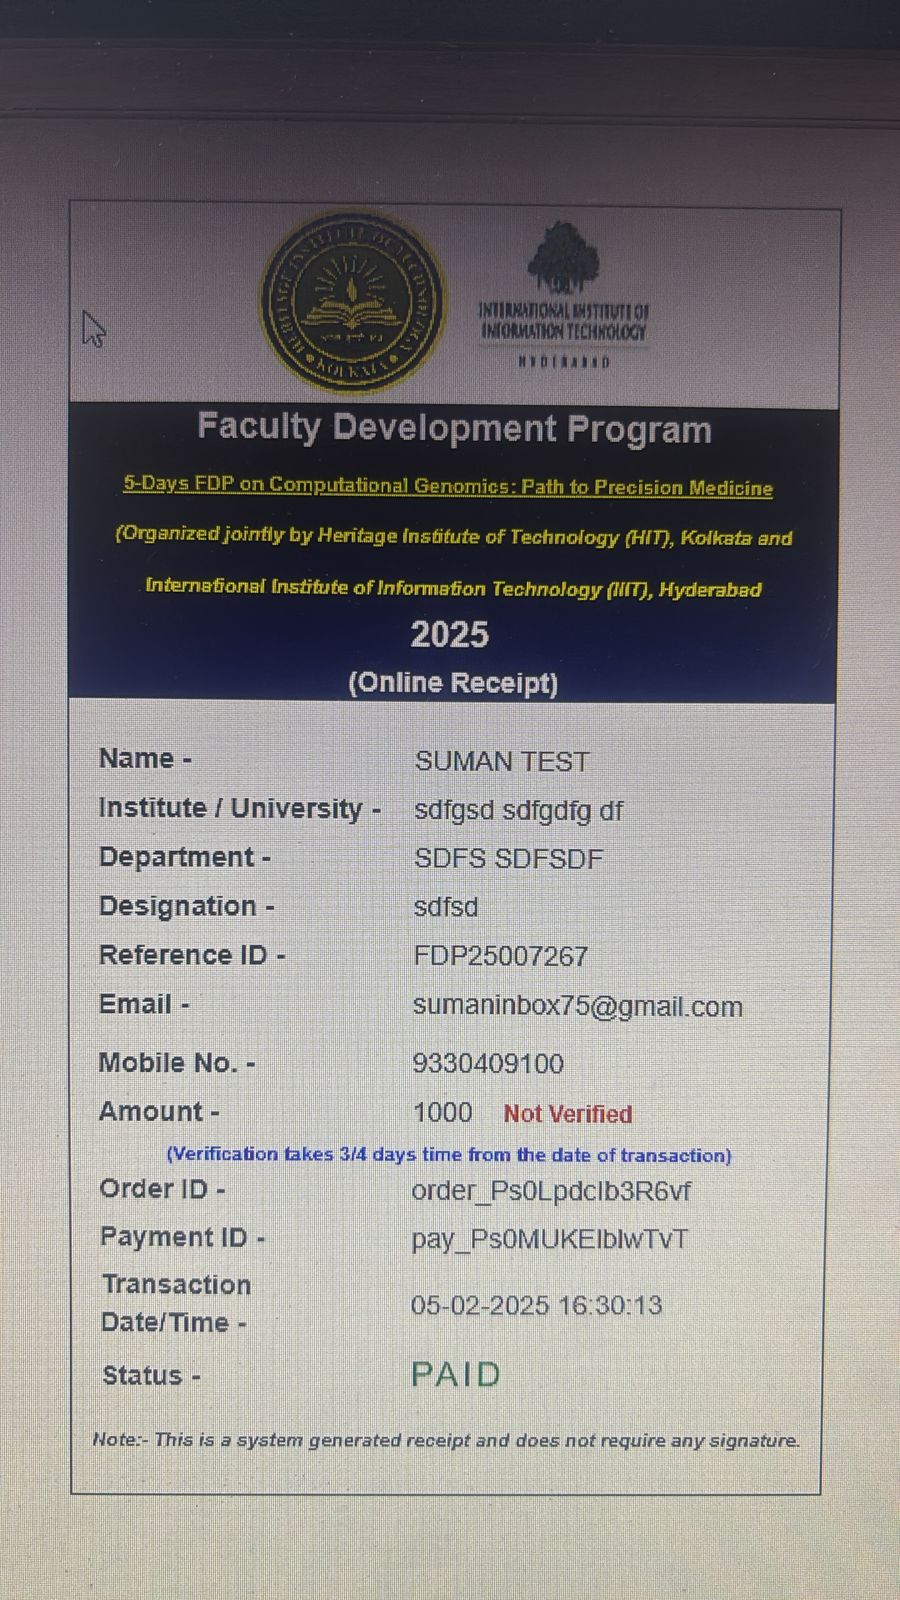 HERITAGE INSTITUTE OF TECHNOLOGY
KOLKATA
INTERNATIONAL INSTITUTE OF
INFORMATION TECHNOLOGY
HYDERABAD
Faculty Development Program
5-Days FDP on Computational Genomics: Path to Precision Medicine
(Organized jointly by Heritage Institute of Technology (HIT), Kolkata and
International Institute of Information Technology (IIIT), Hyderabad
2025
(Online Receipt)
Name - SUMAN TEST
Institute / University - sdfgsd sdfgdfg df
Department - SDFS SDFSDF
Designation - sdfsd
Reference ID - FDP25007267
Email - sumaninbox75@gmail.com
Mobile No. - 9330409100
Amount - 1000 Not Verified
(Verification takes 3/4 days time from the date of transaction)
Order ID - order_Ps0LpdcIb3R6vf
Payment ID - pay_Ps0MUKEIblwTvT
Transaction
Date/Time - 05-02-2025 16:30:13
Status - PAID
Note:- This is a system generated receipt and does not require any signature.